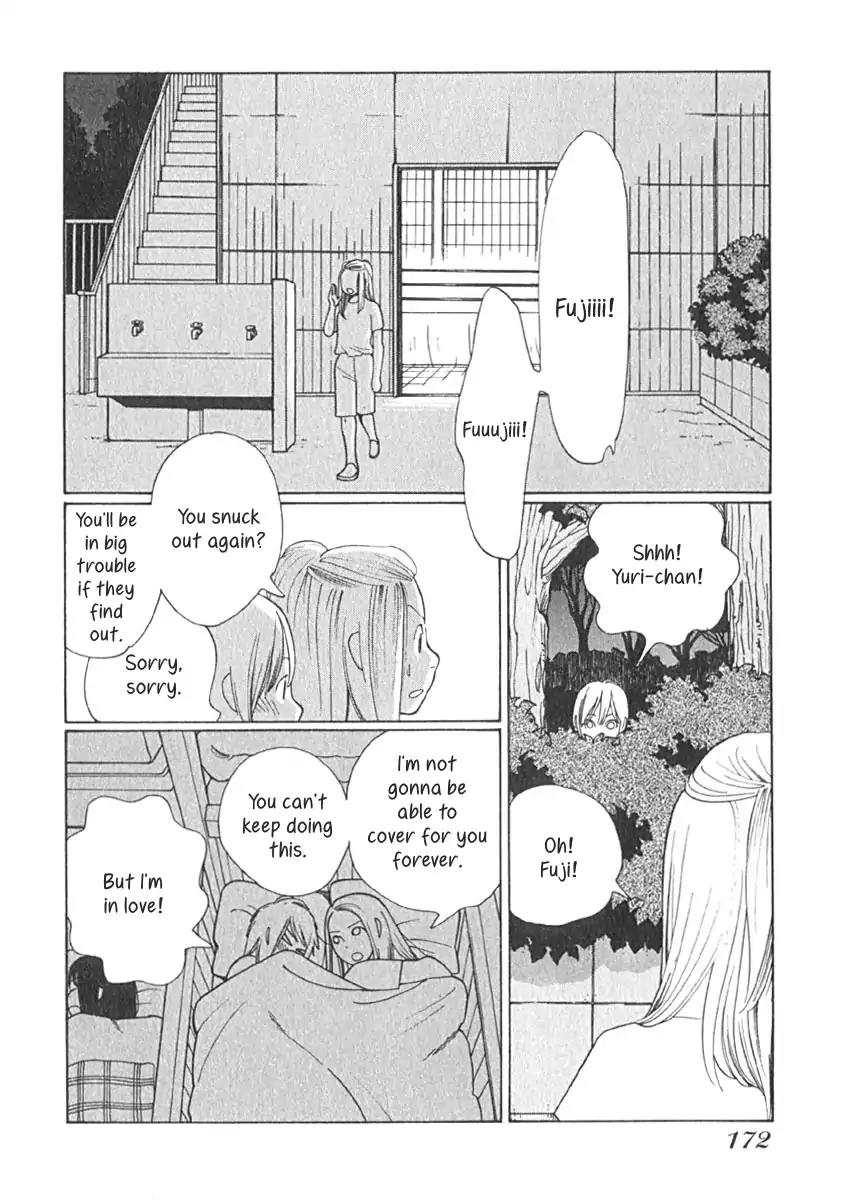 Fujiiii!
Fuuujiii!
Shhh!
Yuri-chan!
Oh!
Fuji!
You snuck
out again?
You'll be
in big
trouble
if they
find
out.
Sorry,
sorry.
I'm not
gonna be
able to
cover for you
forever.
You can't
keep doing
this.
But I'm
in love!
172